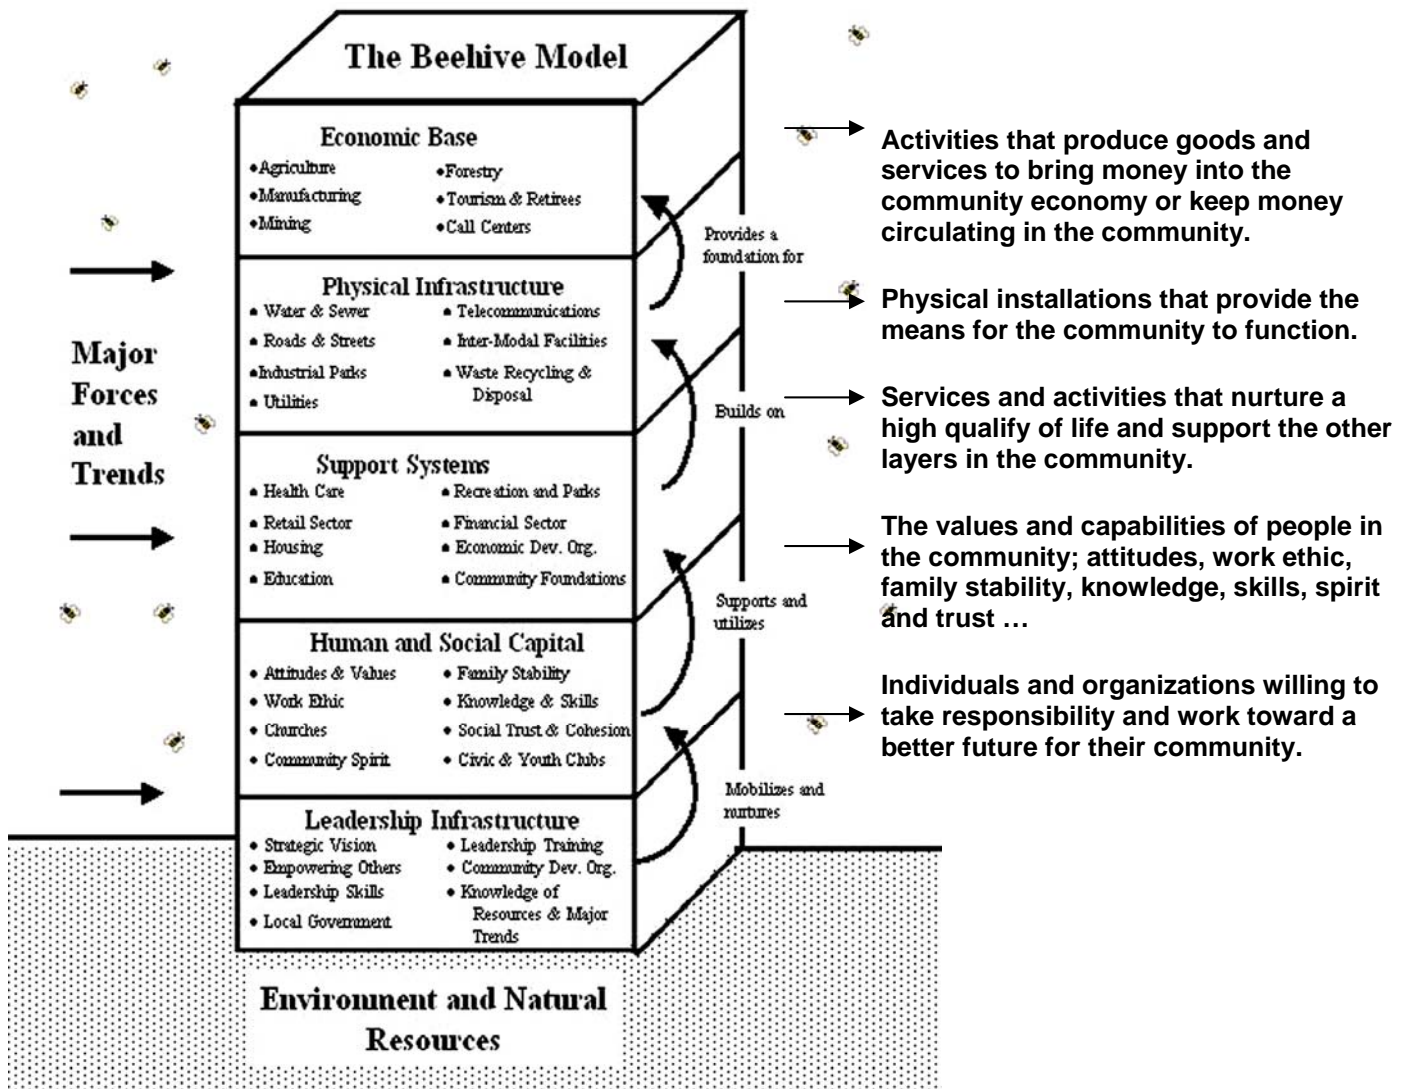 The Beehive Model
Economic Base
•Agriculture
•Manufacturing
•Mining
•Forestry
•Tourism & Retirees
•Call Centers
Provides a
foundation for
Physical Infrastructure
• Water & Sewer
• Roads & Streets
•Industrial Parks
• Utilities
• Telecommunications
• Inter-Modal Facilities
• Waste Recycling &
Disposal
Builds on
Support Systems
• Health Care
• Retail Sector
• Housing
• Education
• Recreation and Parks
• Financial Sector
• Economic Dev. Org.
• Community Foundations
Supports and
utilizes
Human and Social Capital
• Attitudes & Values
• Work Ethic
• Churches
• Community Spirit
• Family Stability
• Knowledge & Skills
• Social Trust & Cohesion
• Civic & Youth Clubs
Mobilizes and
nurtures
Leadership Infrastructure
• Strategic Vision
• Empowering Others
• Leadership Skills
• Local Government
• Leadership Training
• Community Dev. Org.
• Knowledge of
Resources & Major
Trends
Environment and Natural
Resources
Major
Forces
and
Trends
Activities that produce goods and
services to bring money into the
community economy or keep money
circulating in the community.
Physical installations that provide the
means for the community to function.
Services and activities that nurture a
high qualify of life and support the other
layers in the community.
The values and capabilities of people in
the community; attitudes, work ethic,
family stability, knowledge, skills, spirit
and trust …
Individuals and organizations willing to
take responsibility and work toward a
better future for their community.